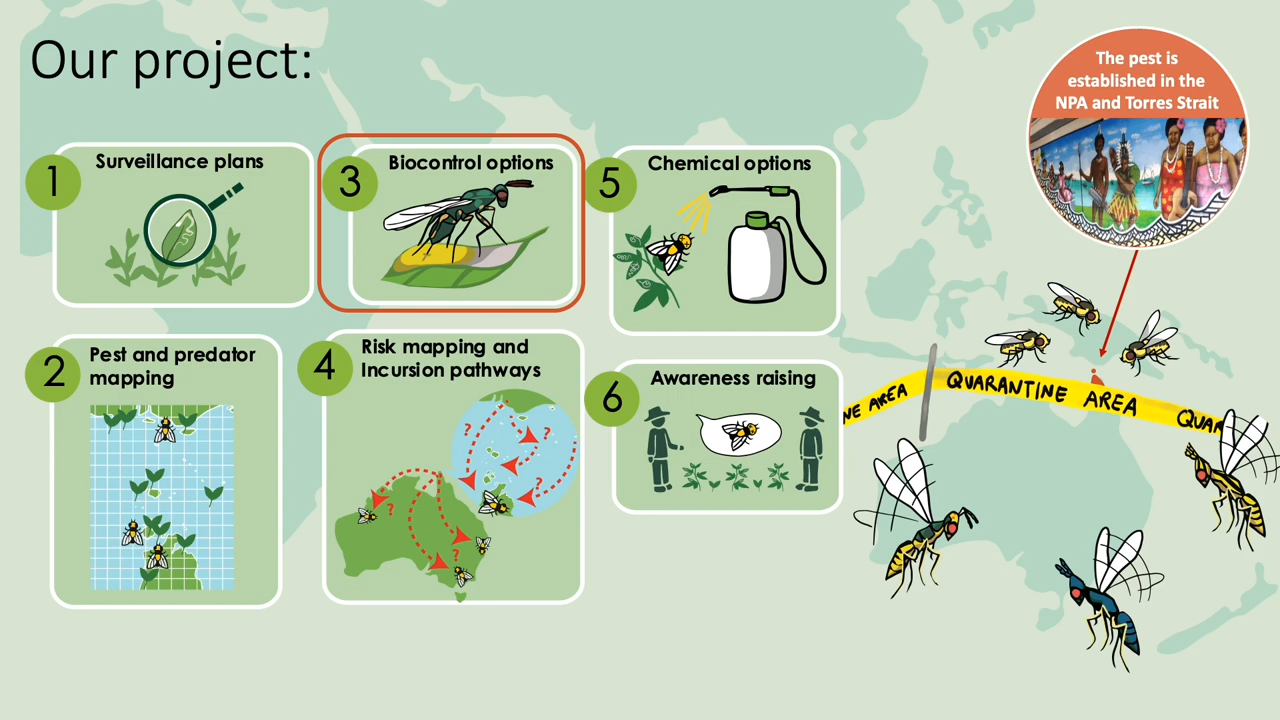 Our project:
1
Surveillance plans
2
Pest and predator
mapping
3
Biocontrol options
4
Risk mapping and
Incursion pathways
?
?
?
?
?
5
Chemical options
6
Awareness raising
The pest is
established in the
NPA and Torres Strait
NE AREA
QUARANTINE AREA
QUAR